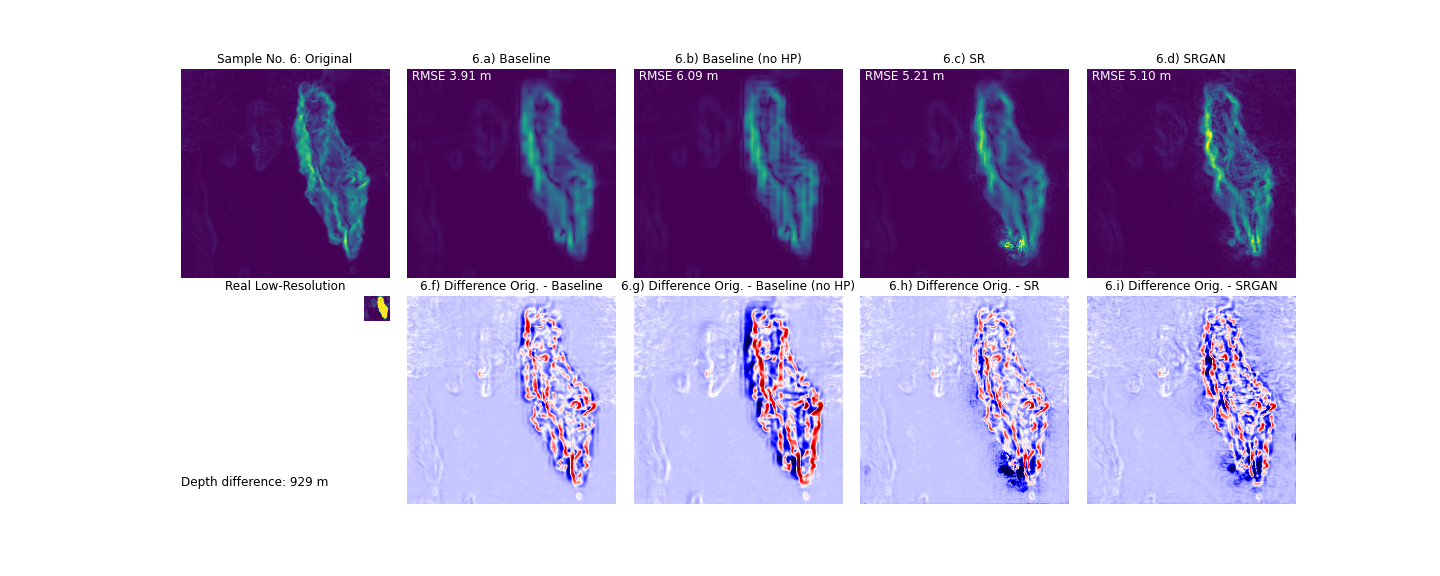 Sample No. 6: Original
6.a) Baseline
6.b) Baseline (no HP)
6.c) SR
6.d) SRGAN
RMSE 3.91 m
RMSE 6.09 m
RMSE 5.21 m
RMSE 5.10 m
Real Low-Resolution
6.f) Difference Orig. - Baseline
6.g) Difference Orig. - Baseline (no HP)
6.h) Difference Orig. - SR
6.i) Difference Orig. - SRGAN
Depth difference: 929 m